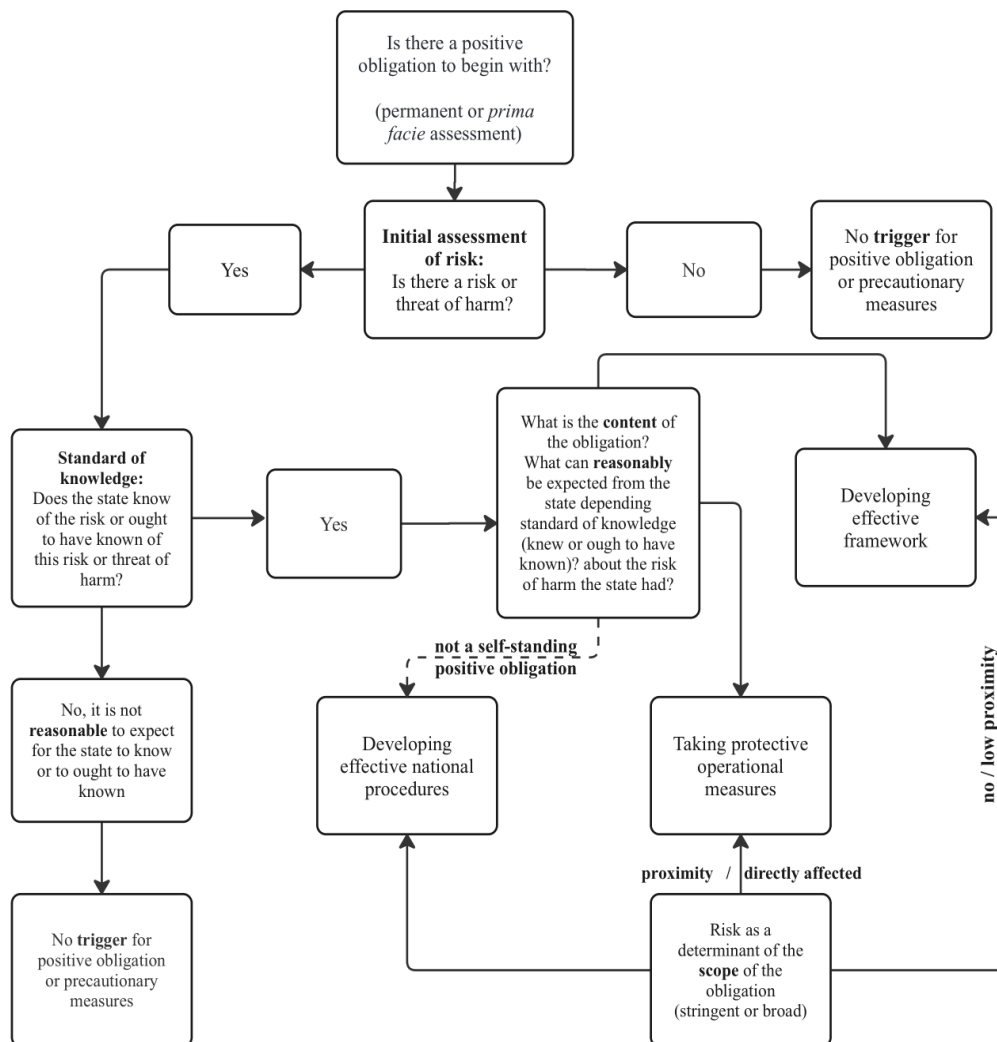 Is there a positive
obligation to begin with?
(permanent or prima
facie assessment)
Initial assessment
of risk:
Is there a risk or
threat of harm?
Yes
No
No trigger for
positive obligation
or precautionary
measures
Standard of
knowledge:
Does the state know
of the risk or ought
to have known of
this risk or threat of
harm?
Yes
What is the content of
the obligation?
What can reasonably
be expected from the
state depending
standard of knowledge
(knew or ought to have
known)? about the risk
of harm the state had?
Developing
effective
framework
not a self-standing
positive obligation
No, it is not
reasonable to expect
for the state to know
or to ought to have
known
Developing
effective national
procedures
Taking protective
operational
measures
no / low proximity
proximity / directly affected
No trigger for
positive obligation
or precautionary
measures
Risk as a
determinant of the
scope of the
obligation
(stringent or broad)